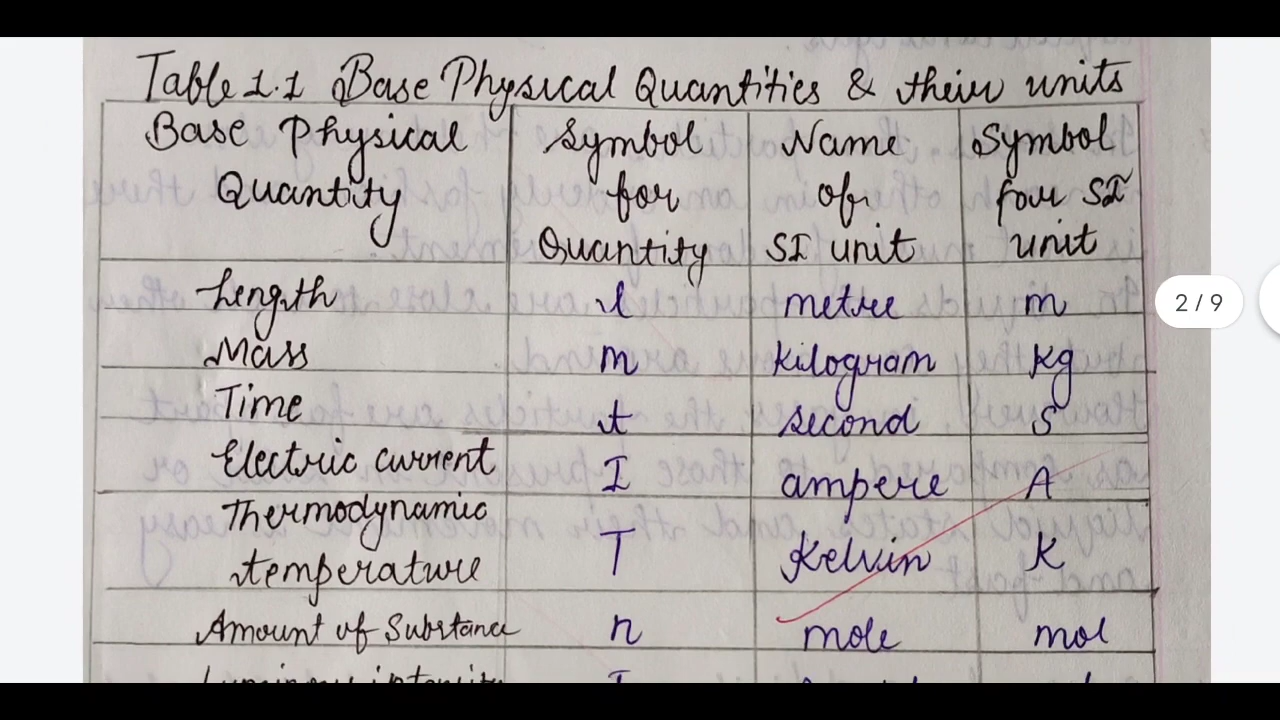 Table 1.1 Base Physical Quantities & their units
Base Physical Quantity | Symbol for Quantity | Name of SI unit | Symbol for SI unit
Length | l | metre | m
Mass | m | kilogram | kg
Time | t | second | s
Electric current | I | ampere | A
Thermodynamic temperature | T | Kelvin | K
Amount of Substance | n | mole | mol
Luminous intensity
2/9